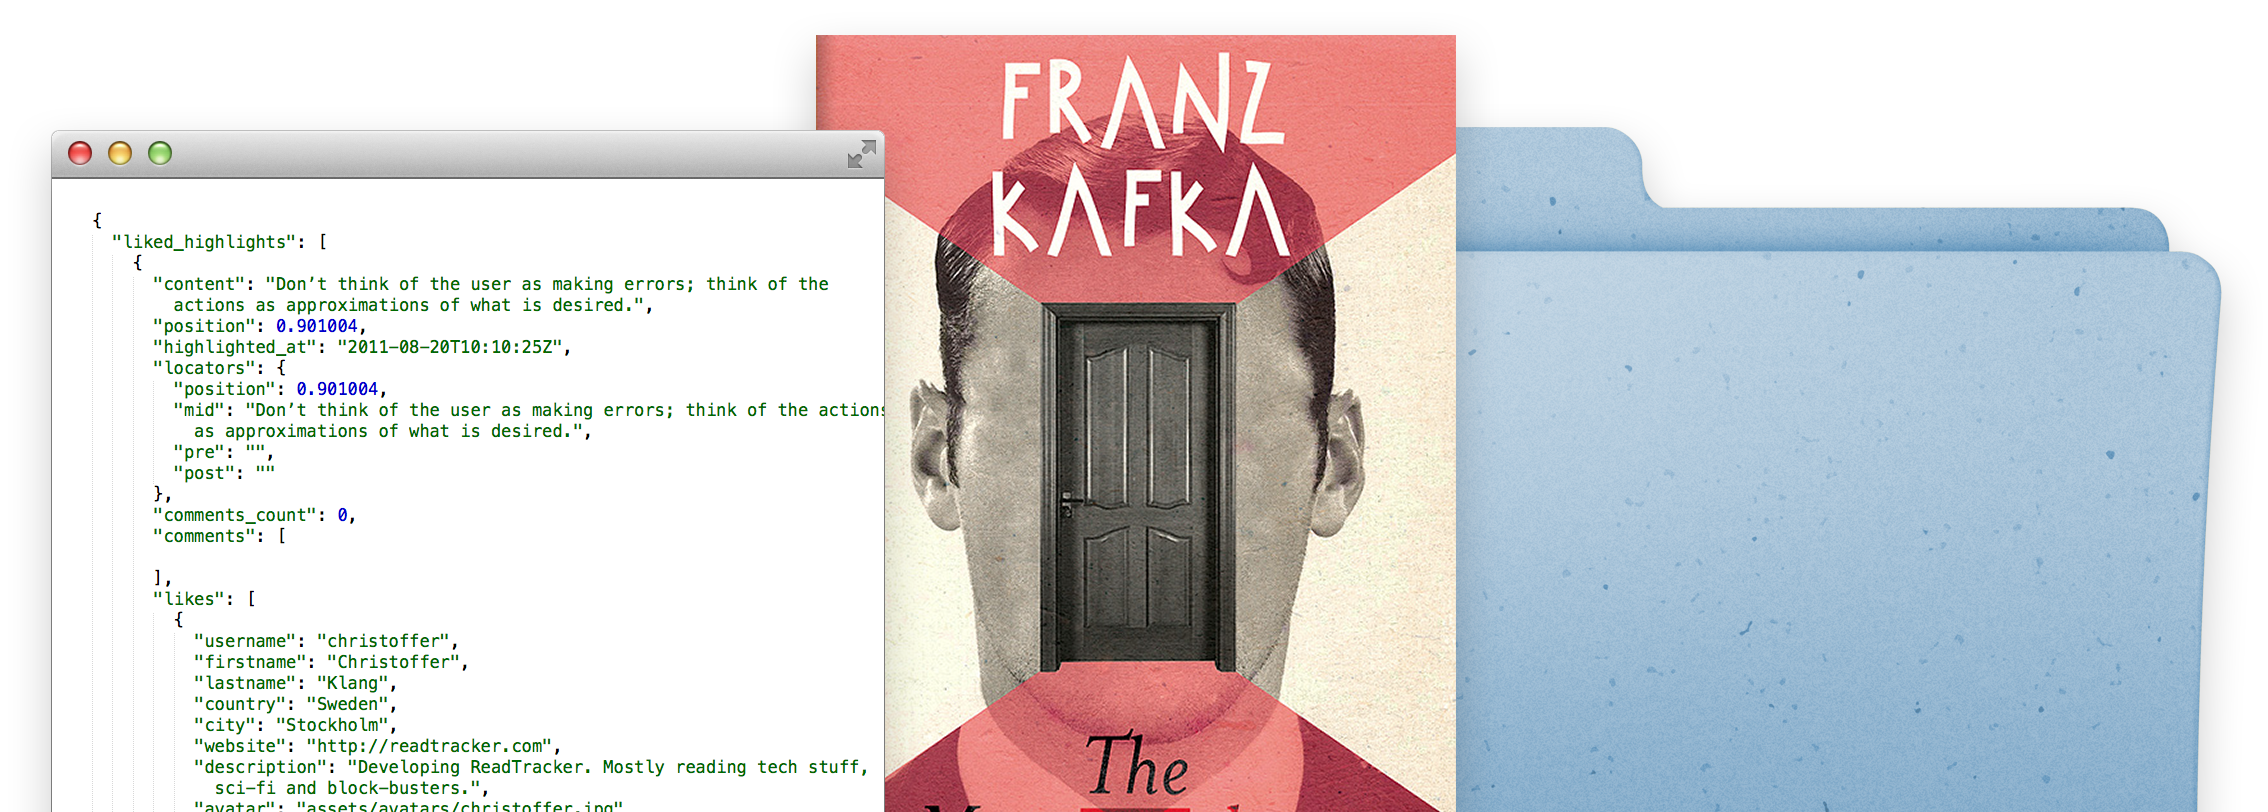 {
"liked_highlights": [
{
"content": "Don’t think of the user as making errors; think of the
actions as approximations of what is desired.",
"position": 0.901004,
"highlighted_at": "2011-08-20T10:10:25Z",
"locators": {
"position": 0.901004,
"mid": "Don’t think of the user as making errors; think of the actions
as approximations of what is desired.",
"pre": "",
"post": ""
},
"comments_count": 0,
"comments": [
],
"likes": [
{
"username": "christoffer",
"firstname": "Christoffer",
"lastname": "Klang",
"country": "Sweden",
"city": "Stockholm",
"website": "http://readtracker.com",
"description": "Developing ReadTracker. Mostly reading tech stuff,
sci-fi and block-busters.",
"avatar": "assets/avatars/christoffer.jpg"
FRANZ
KAFKA
The